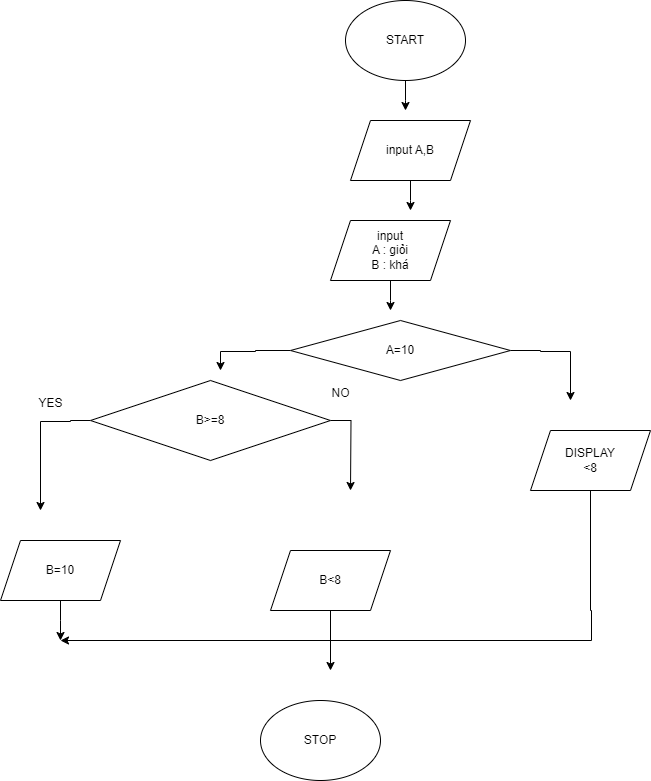 START
input A,B
input
A : giỏi
B : khá
A=10
YES
B>=8
NO
DISPLAY
<8
B=10
B<8
STOP